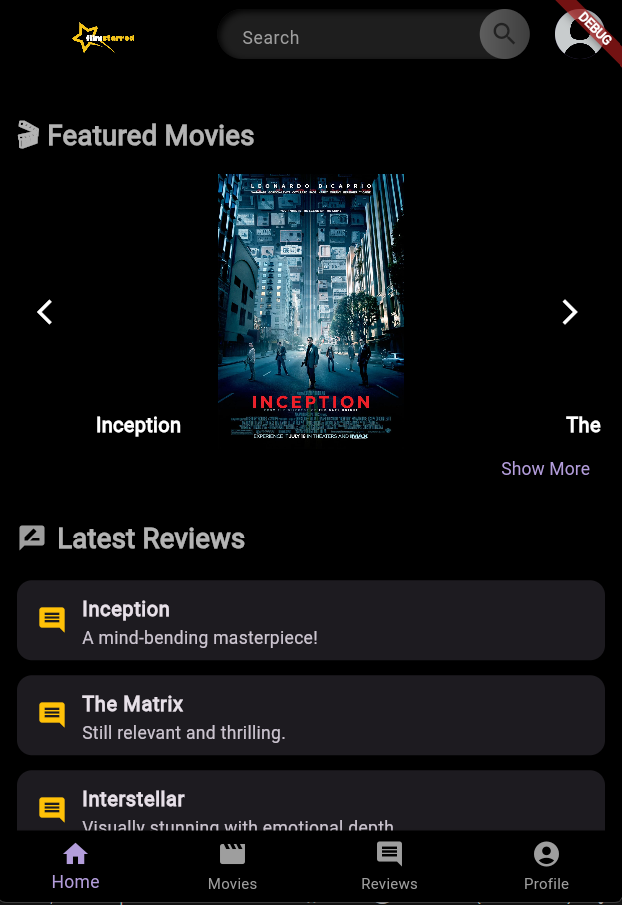 filmstarred
Search
DEBUG
Featured Movies
LEONARDO DiCAPRIO
INCEPTION
EXPERIENCE IT JULY 16 IN THEATERS AND IMAX
Inception
The
Show More
Latest Reviews
Inception
A mind-bending masterpiece!
The Matrix
Still relevant and thrilling.
Interstellar
Visually stunning with emotional depth
Home
Movies
Reviews
Profile